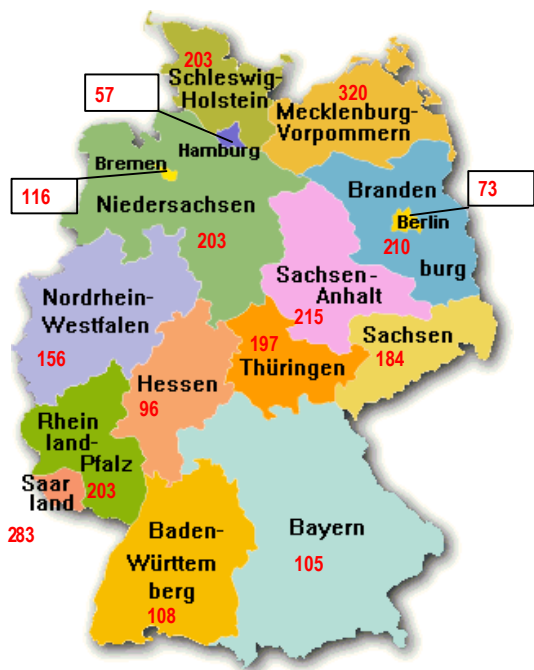 203
Schleswig-
Holstein
57
320
Mecklenburg-
Vorpommern
Hamburg
Bremen
116
Niedersachsen
203
Branden
73
Berlin
210
burg
Sachsen-
Anhalt
215
Nordrhein-
Westfalen
156
197
Thüringen
Sachsen
184
Hessen
96
Rhein
land-
Pfalz
203
Saar
land
283
Baden-
Württem
berg
108
Bayern
105